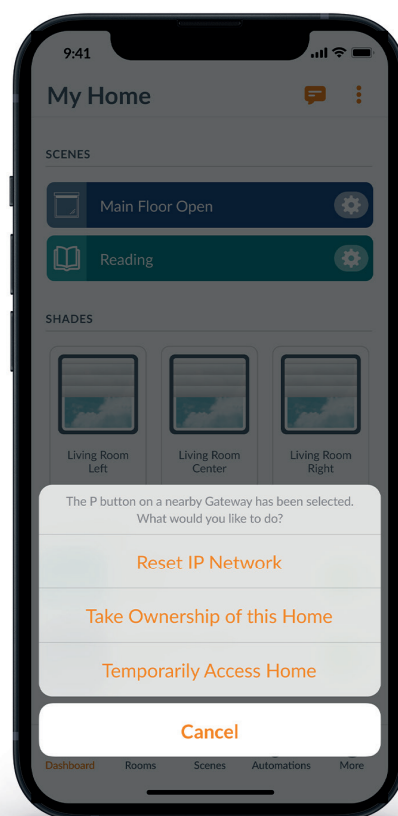 9:41
My Home
SCENES
Main Floor Open
Reading
SHADES
Living Room Left
Living Room Center
Living Room Right
The P button on a nearby Gateway has been selected.
What would you like to do?
Reset IP Network
Take Ownership of this Home
Temporarily Access Home
Cancel
Dashboard Rooms Scenes Automations More